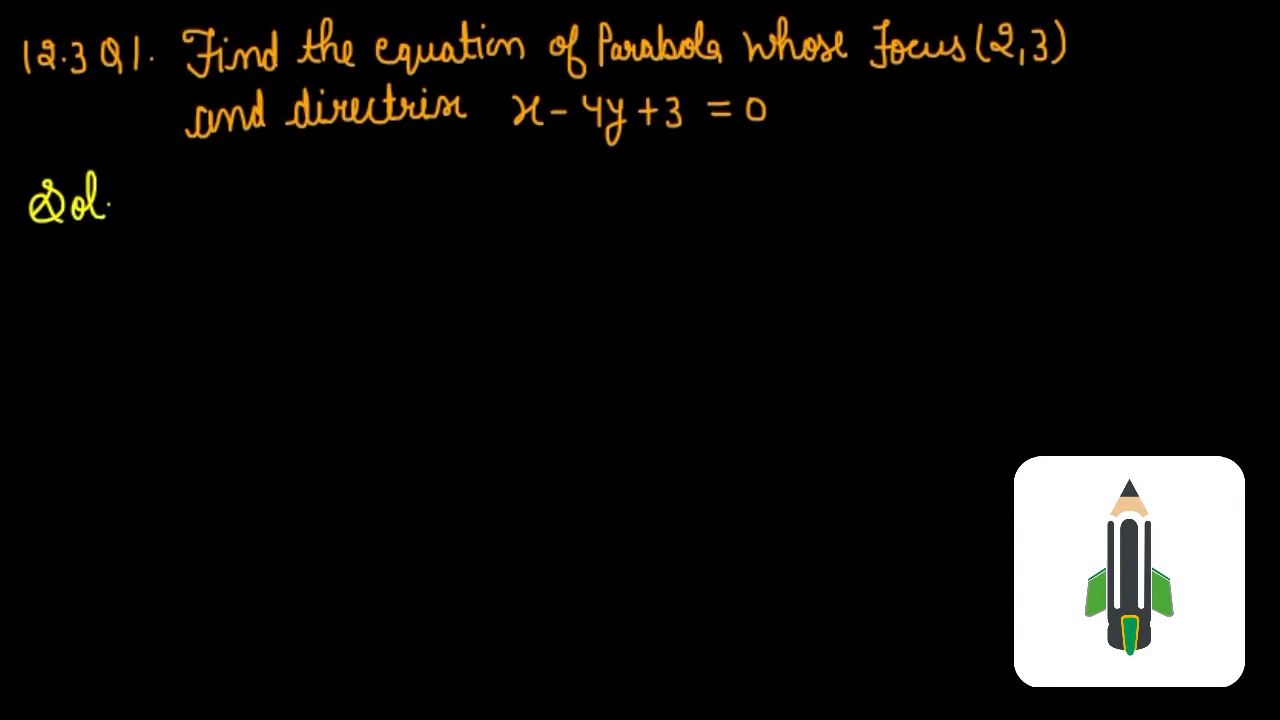 12.3 Q1. Find the equation of Parabola whose Focus (2,3)
and directrix x - 4y + 3 = 0
Sol.